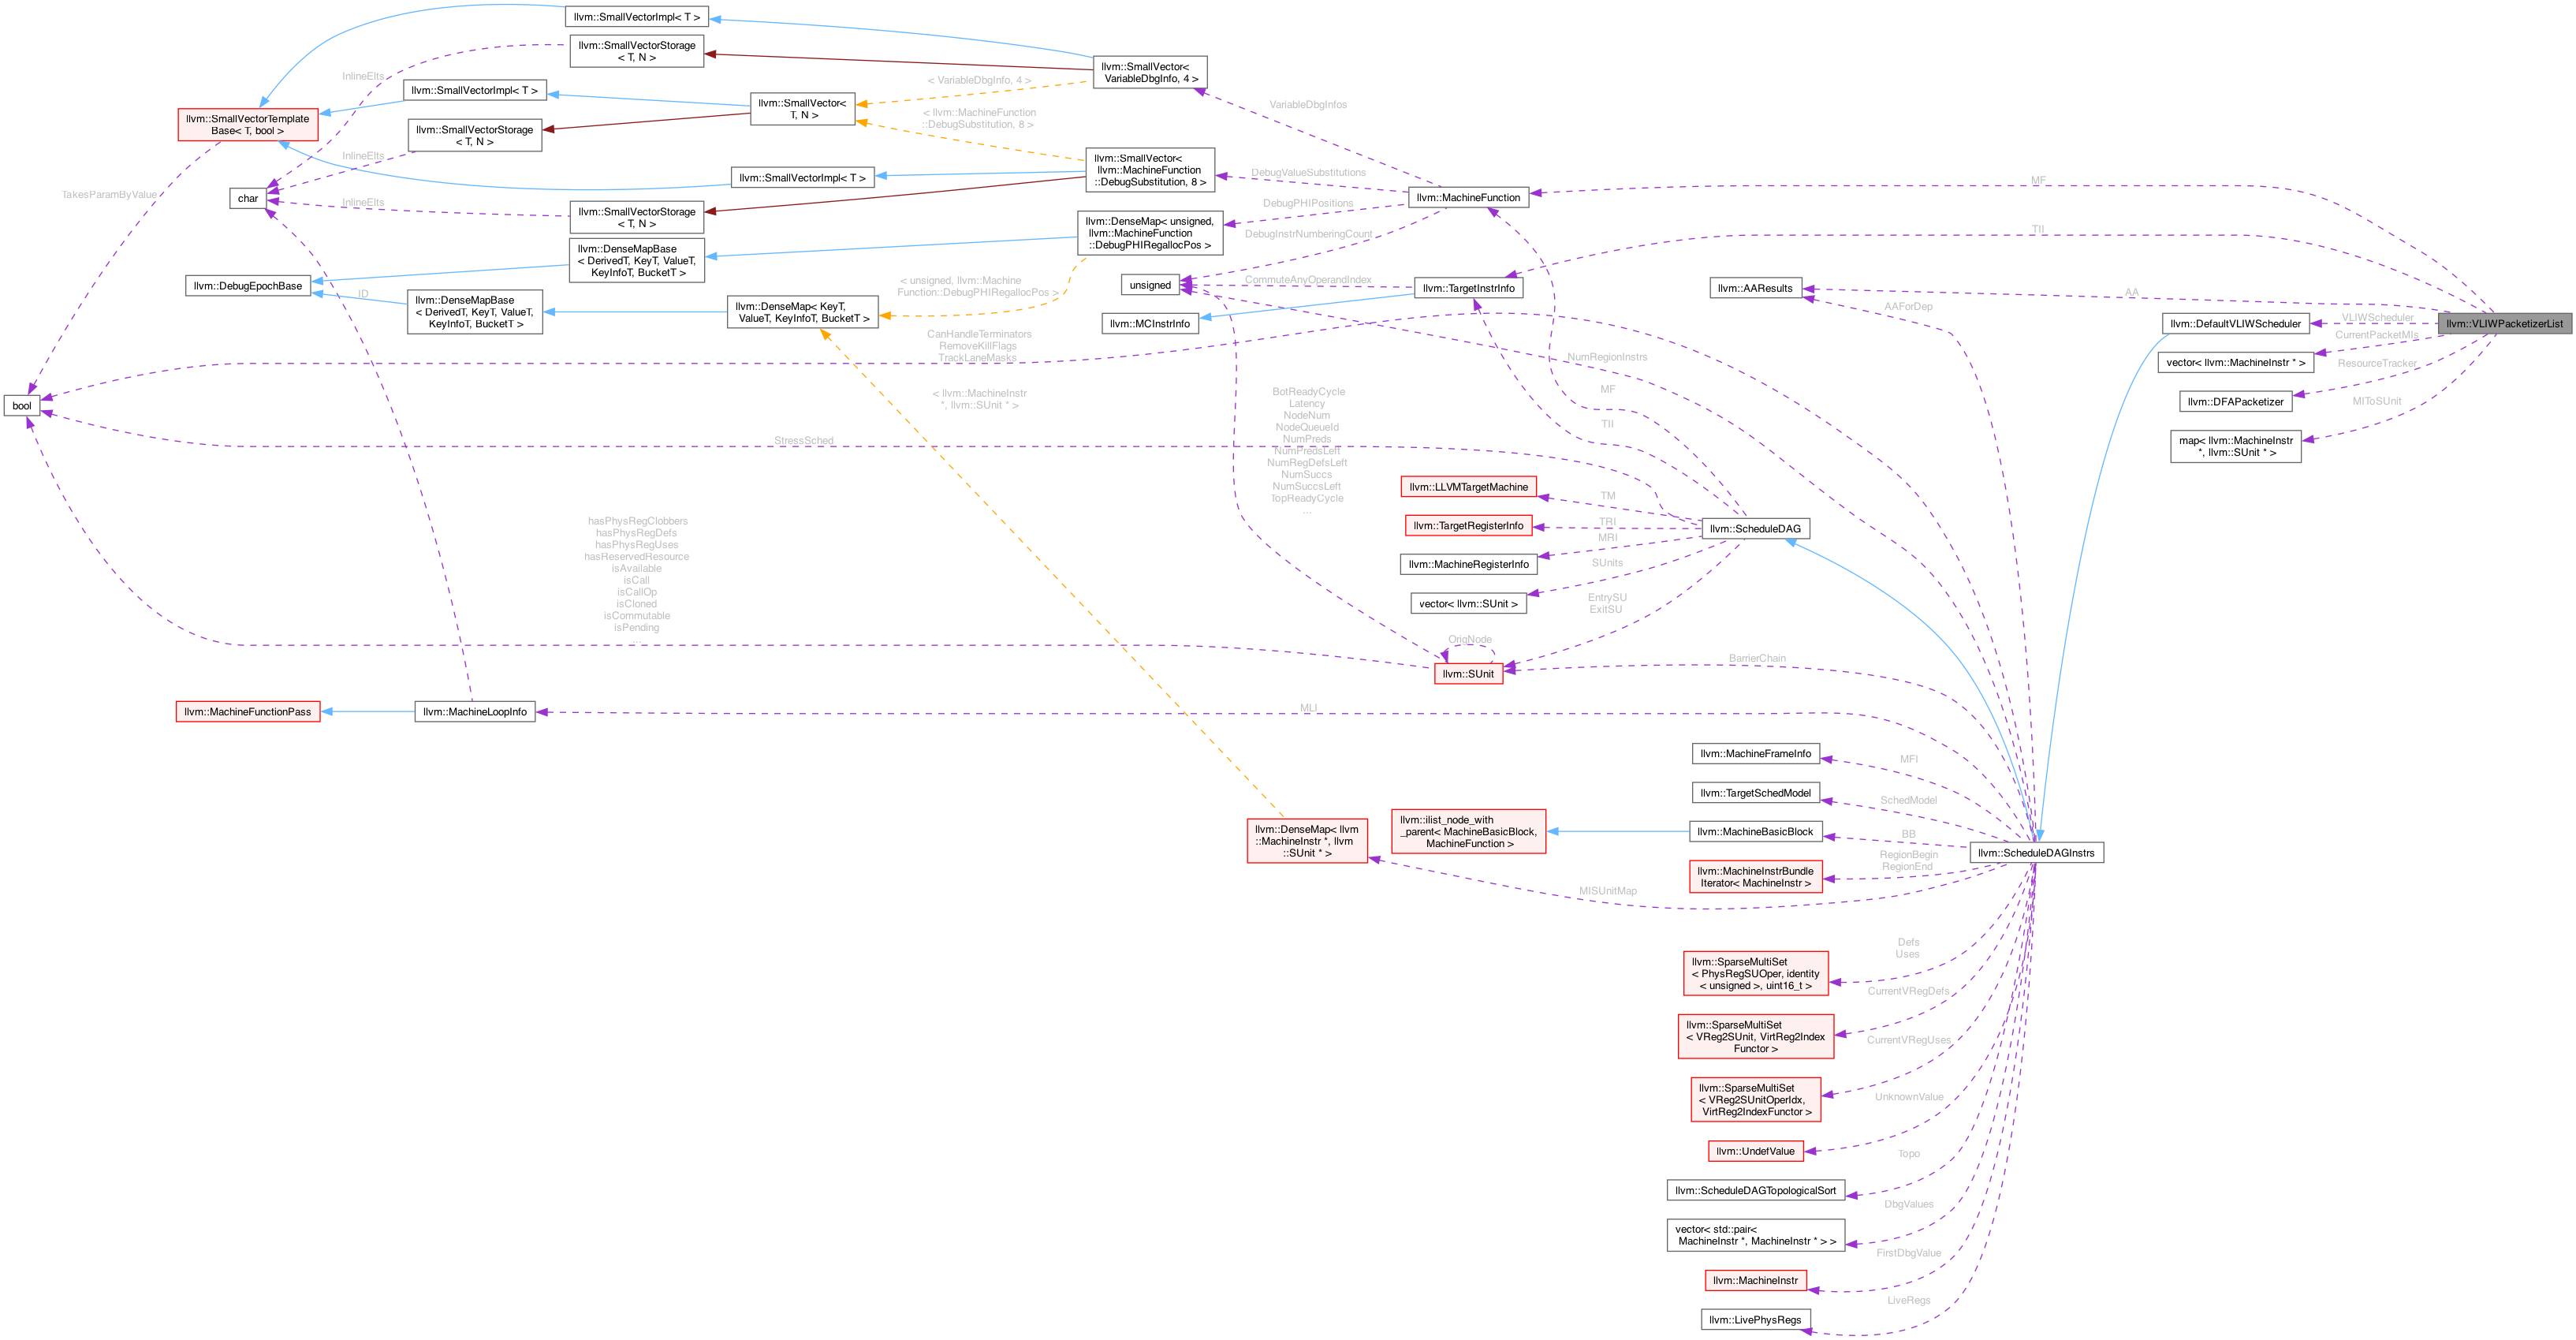 llvm::SmallVectorImpl< T >
llvm::SmallVectorStorage
< T, N >
InlineElts
llvm::SmallVector<
VariableDbgInfo, 4 >
< VariableDbgInfo, 4 >
llvm::SmallVectorImpl< T >
llvm::SmallVector<
T, N >
VariableDbgInfos
llvm::SmallVectorTemplate
Base< T, bool >
< llvm::MachineFunction
::DebugSubstitution, 8 >
llvm::SmallVectorStorage
< T, N >
InlineElts
llvm::SmallVector<
llvm::MachineFunction
::DebugSubstitution, 8 >
llvm::SmallVectorImpl< T >
DebugValueSubstitutions
MF
TakesParamByValue
char
InlineElts
llvm::SmallVectorStorage
< T, N >
llvm::MachineFunction
DebugPHIPositions
llvm::DenseMap< unsigned,
llvm::MachineFunction
::DebugPHIRegallocPos >
DebugInstrNumberingCount
TII
llvm::DenseMapBase
< DerivedT, KeyT, ValueT,
KeyInfoT, BucketT >
llvm::DebugEpochBase
ID
llvm::DenseMapBase
< DerivedT, KeyT, ValueT,
KeyInfoT, BucketT >
< unsigned, llvm::Machine
Function::DebugPHIRegallocPos >
llvm::DenseMap< KeyT,
ValueT, KeyInfoT, BucketT >
unsigned
CommuteAnyOperandIndex
llvm::TargetInstrInfo
llvm::MCInstrInfo
llvm::AAResults
AA
AAForDep
llvm::VLIWPacketizerList
VLIWScheduler
llvm::DefaultVLIWScheduler
CurrentPacketMIs
vector< llvm::MachineInstr * >
ResourceTracker
llvm::DFAPacketizer
MIToSUnit
map< llvm::MachineInstr
*, llvm::SUnit * >
CanHandleTerminators
RemoveKillFlags
TrackLaneMasks
NumRegionInstrs
bool
< llvm::MachineInstr
*, llvm::SUnit * >
BotReadyCycle
Latency
NodeNum
NodeQueueId
NumPreds
NumPredsLeft
NumRegDefsLeft
NumSuccs
NumSuccsLeft
TopReadyCycle
...
MF
TII
StressSched
llvm::LLVMTargetMachine
TM
llvm::TargetRegisterInfo
TRI
llvm::ScheduleDAG
MRI
llvm::MachineRegisterInfo
SUnits
vector< llvm::SUnit >
EntrySU
ExitSU
hasPhysRegClobbers
hasPhysRegDefs
hasPhysRegUses
hasReservedResource
isAvailable
isCall
isCallOp
isCloned
isCommutable
isPending
...
OrigNode
llvm::SUnit
BarrierChain
llvm::MachineFunctionPass
llvm::MachineLoopInfo
MLI
llvm::MachineFrameInfo
MFI
llvm::TargetSchedModel
SchedModel
llvm::DenseMap< llvm
::MachineInstr *, llvm
::SUnit * >
llvm::ilist_node_with
_parent< MachineBasicBlock,
MachineFunction >
llvm::MachineBasicBlock
BB
llvm::ScheduleDAGInstrs
RegionBegin
RegionEnd
llvm::MachineInstrBundle
Iterator< MachineInstr >
MISUnitMap
Defs
Uses
llvm::SparseMultiSet
< PhysRegSUOper, identity
< unsigned >, uint16_t >
CurrentVRegDefs
llvm::SparseMultiSet
< VReg2SUnit, VirtReg2Index
Functor >
CurrentVRegUses
llvm::SparseMultiSet
< VReg2SUnitOperIdx,
VirtReg2IndexFunctor >
UnknownValue
llvm::UndefValue
Topo
llvm::ScheduleDAGTopologicalSort
DbgValues
vector< std::pair<
MachineInstr *, MachineInstr * > >
FirstDbgValue
llvm::MachineInstr
LiveRegs
llvm::LivePhysRegs